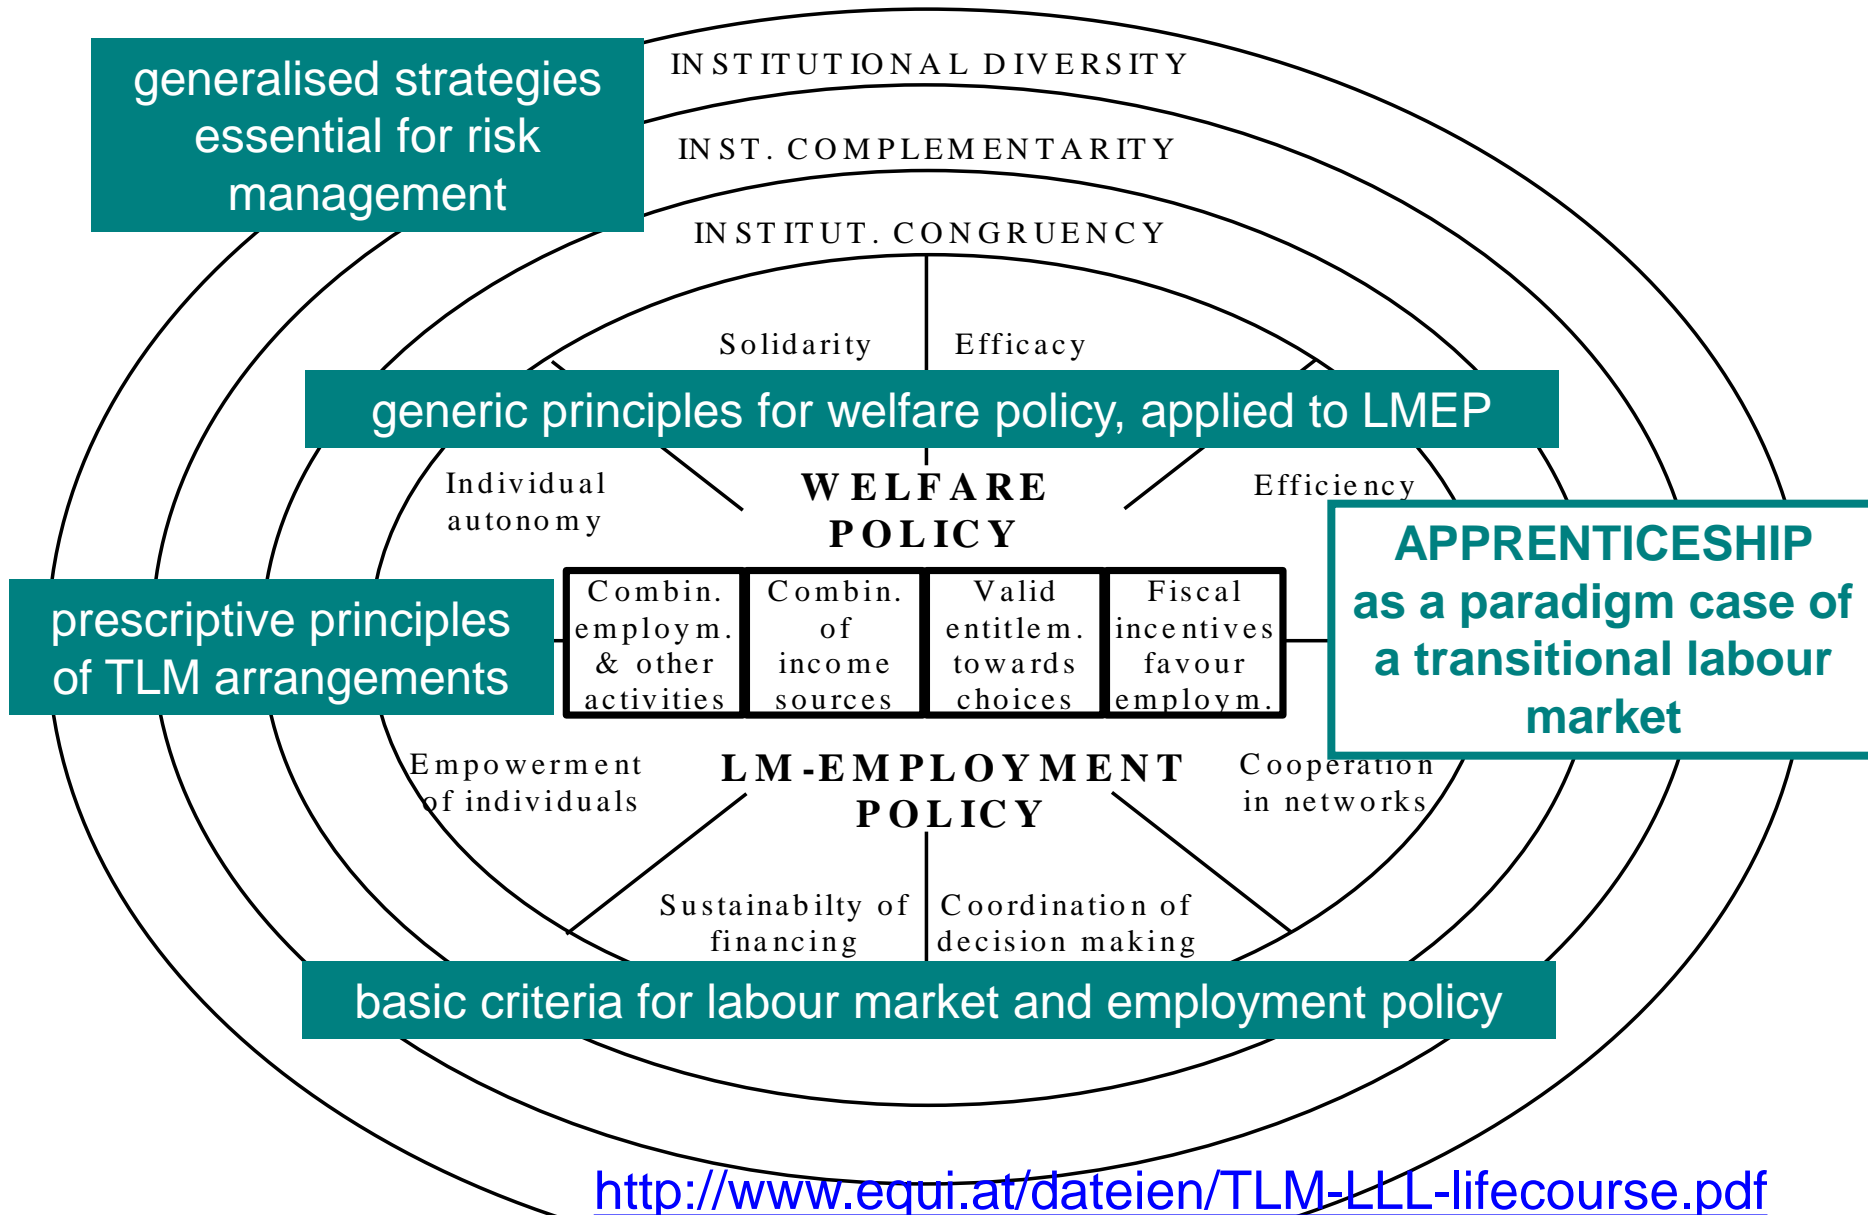 INSTITUTIONAL DIVERSITY
generalised strategies
essential for risk
management
INST. COMPLEMENTARITY
INSTITUT. CONGRUENCY
Solidarity
Efficacy
generic principles for welfare policy, applied to LMEP
Individual
autonomy
WELFARE
POLICY
Efficiency
APPRENTICESHIP
as a paradigm case of
a transitional labour
market
prescriptive principles
of TLM arrangements
Combin.
employm.
& other
activities
Combin.
of
income
sources
Valid
entitlem.
towards
choices
Fiscal
incentives
favour
employm.
Empowerment
of individuals
LM-EMPLOYMENT
POLICY
Cooperation
in networks
Sustainabilty of
financing
Coordination of
decision making
basic criteria for labour market and employment policy
http://www.equi.at/dateien/TLM-LLL-lifecourse.pdf